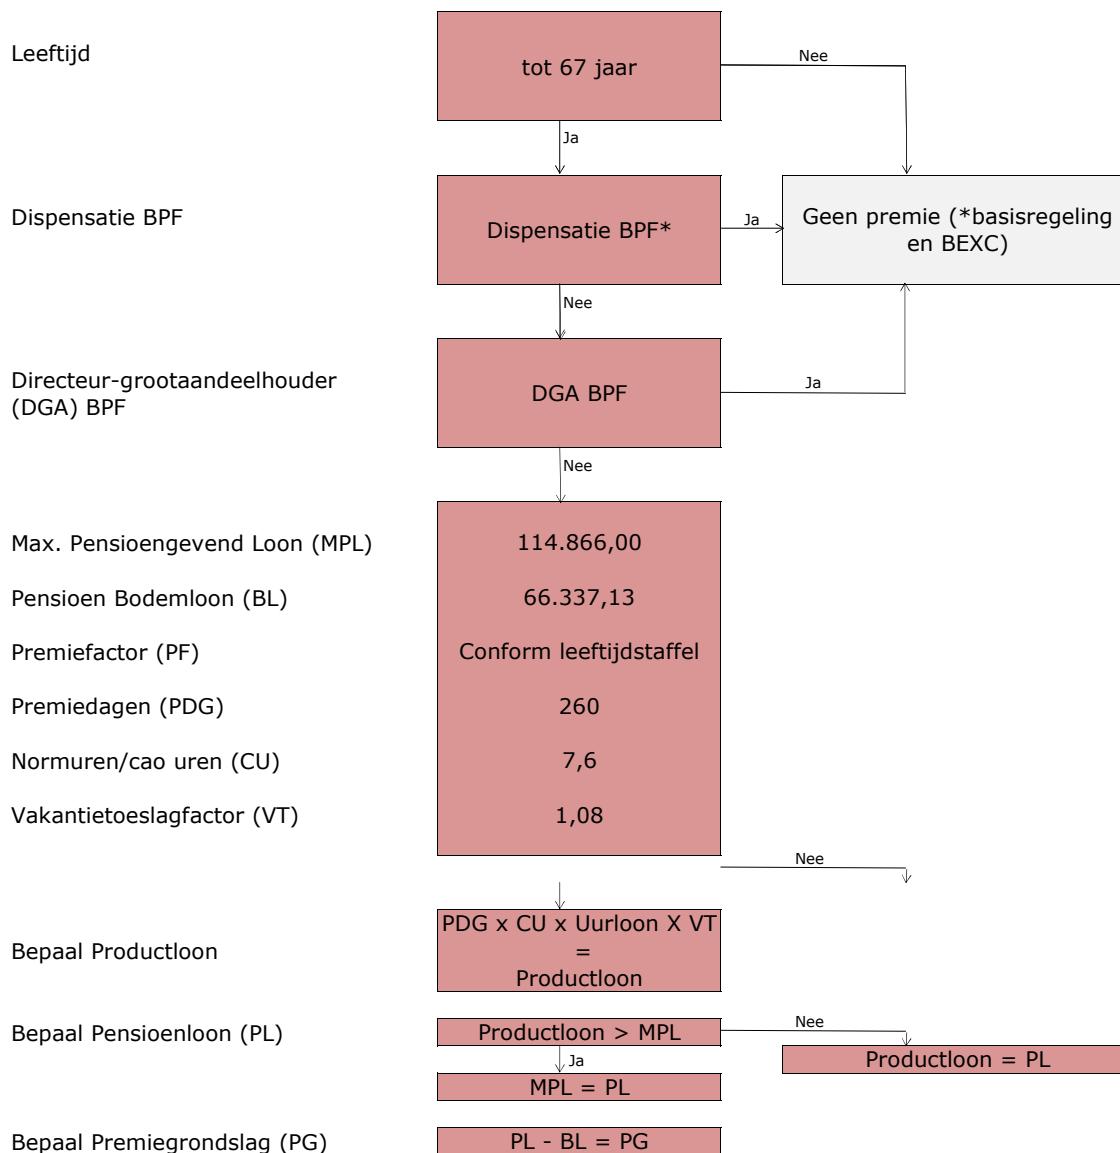 Leeftijd
tot 67 jaar
Nee
Ja
Dispensatie BPF
Dispensatie BPF*
Ja
Geen premie (*basisregeling
en BEXC)
Nee
Directeur-grootaandeelhouder
(DGA) BPF
DGA BPF
Ja
Nee
Max. Pensioengevend Loon (MPL)
114.866,00
Pensioen Bodemloon (BL)
66.337,13
Premiefactor (PF)
Conform leeftijdstaffel
Premiedagen (PDG)
260
Normuren/cao uren (CU)
7,6
Vakantietoeslagfactor (VT)
1,08
Nee
Bepaal Productloon
PDG x CU x Uurloon X VT
=
Productloon
Bepaal Pensioenloon (PL)
Productloon > MPL
Nee
Ja
Productloon = PL
MPL = PL
Bepaal Premiegrondslag (PG)
PL - BL = PG